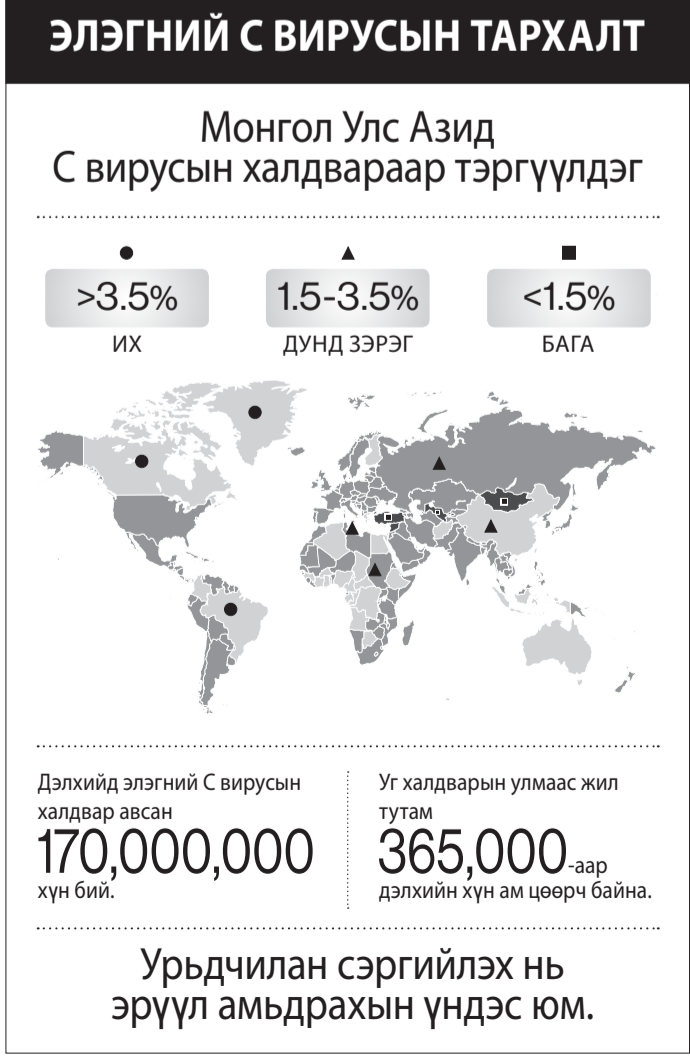 ЭЛЭГНИЙ С ВИРУСЫН ТАРХАЛТ
Монгол Улс Азид
С вирусын халдвараар тэргүүлдэг
>3.5%
ИХ
1.5-3.5%
ДУНД ЗЭРЭГ
<1.5%
БАГА
Дэлхийд элэгний С вирусын
халдвар авсан
170,000,000
хүн бий.
Уг халдварын улмаас жил
тутам
365,000-аар
дэлхийн хүн ам цөөрч байна.
Урьдчилан сэргийлэх нь
эрүүл амьдрахын үндэс юм.